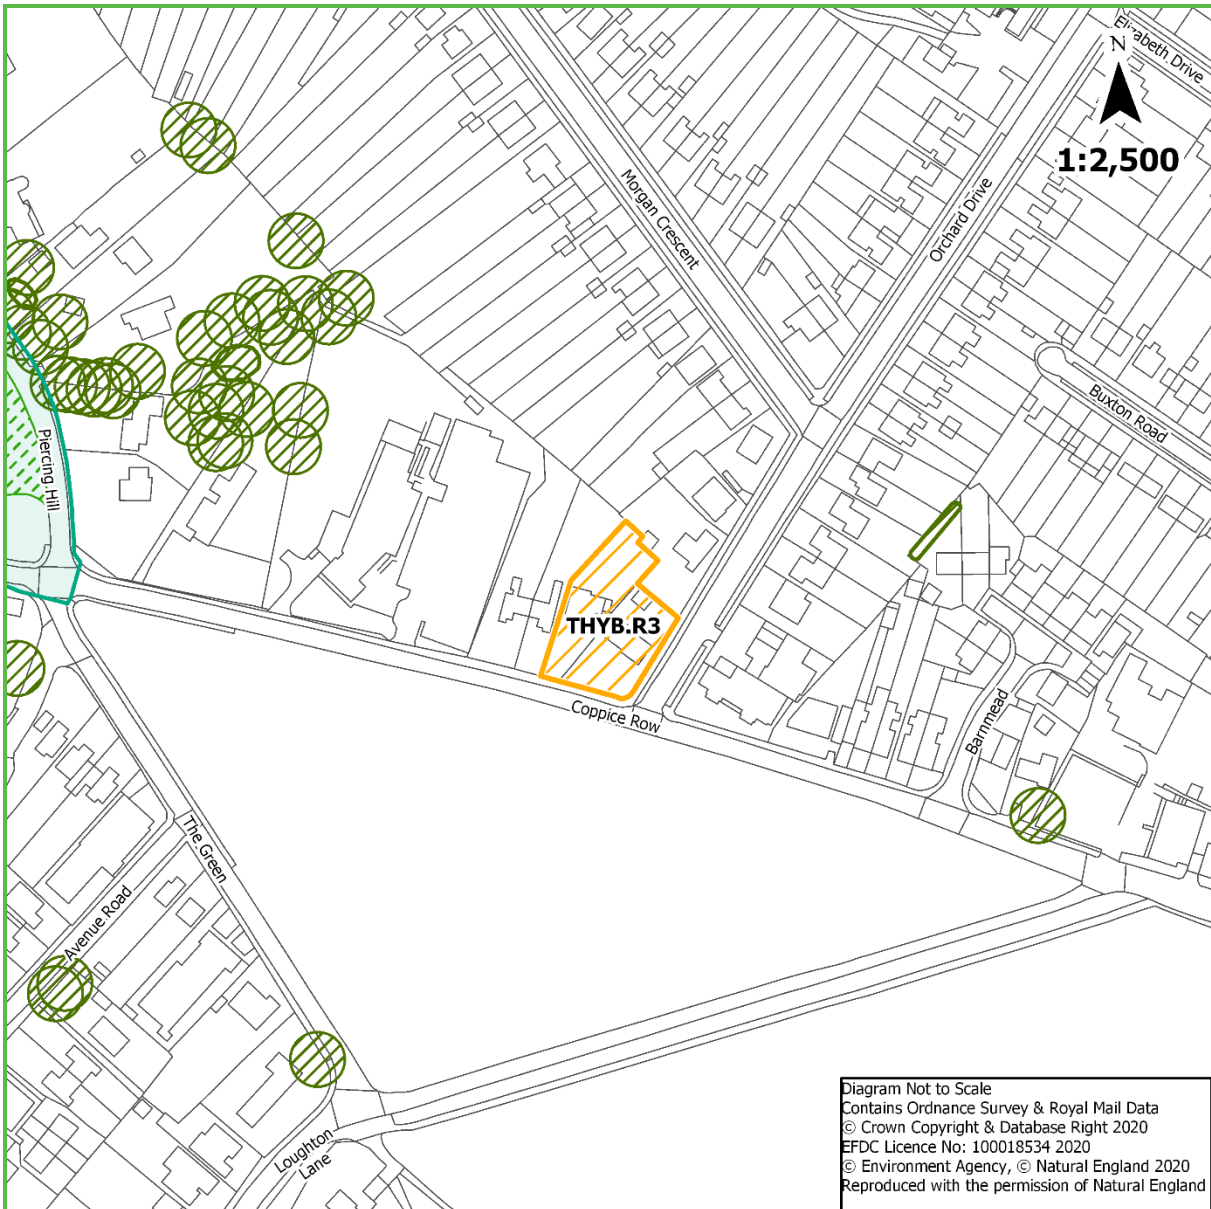 Elizabeth Drive
N
1:2,500
Morgan Crescent
Orchard Drive
Buxton Road
Piercing Hill
THYB.R3
Coppice Row
Barnmead
The Green
Avenue Road
Loughton
Lane
Diagram Not to Scale
Contains Ordnance Survey & Royal Mail Data
© Crown Copyright & Database Right 2020
EFDC Licence No: 100018534 2020
© Environment Agency, © Natural England 2020
Reproduced with the permission of Natural England